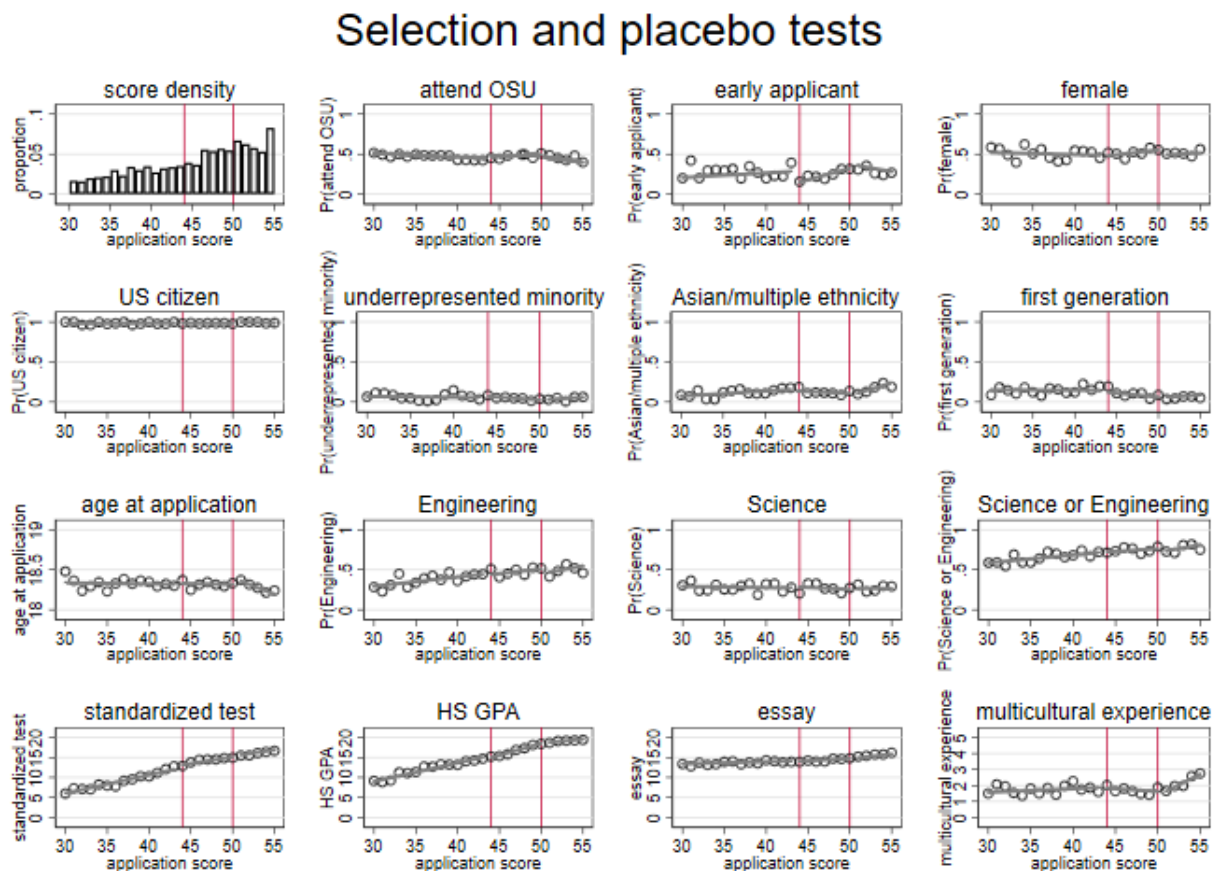 Selection and placebo tests
score density
proportion
0 .05 .1
30 35 40 45 50 55
application score
attend OSU
Pr(attend OSU)
0 .5 1
30 35 40 45 50 55
application score
early applicant
Pr(early applicant)
0 .5 1
30 35 40 45 50 55
application score
female
Pr(female)
0 .5 1
30 35 40 45 50 55
application score
US citizen
Pr(US citizen)
0 .5 1
30 35 40 45 50 55
application score
underrepresented minority
Pr(underrepresented minority)
0 .5 1
30 35 40 45 50 55
application score
Asian/multiple ethnicity
Pr(Asian/multiple ethnicity)
0 .5 1
30 35 40 45 50 55
application score
first generation
Pr(first generation)
0 .5 1
30 35 40 45 50 55
application score
age at application
age at application
18 18.5 19
30 35 40 45 50 55
application score
Engineering
Pr(Engineering)
0 .5 1
30 35 40 45 50 55
application score
Science
Pr(Science)
0 .5 1
30 35 40 45 50 55
application score
Science or Engineering
Pr(Science or Engineering)
0 .5 1
30 35 40 45 50 55
application score
standardized test
standardized test
0 5 10 15 20
30 35 40 45 50 55
application score
HS GPA
HS GPA
0 5 10 15 20
30 35 40 45 50 55
application score
essay
essay
0 5 10 15 20
30 35 40 45 50 55
application score
multicultural experience
multicultural experience
0 1 2 3 4 5
30 35 40 45 50 55
application score